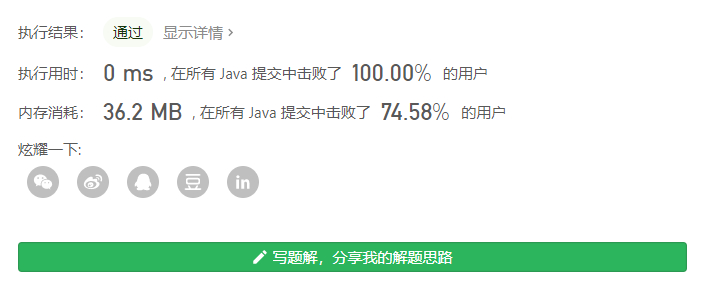 执行结果： 通过 显示详情 ›
执行用时： 0 ms , 在所有 Java 提交中击败了 100.00% 的用户
内存消耗： 36.2 MB , 在所有 Java 提交中击败了 74.58% 的用户
炫耀一下:
豆 in
写题解，分享我的解题思路